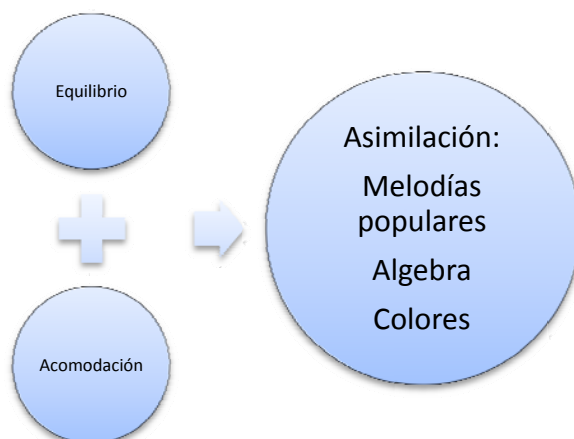 Equilibrio
Acomodación
Asimilación:
Melodías
populares
Algebra
Colores